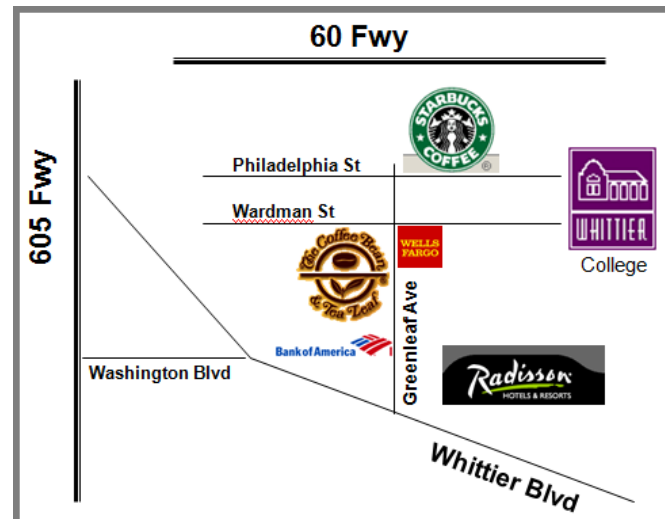 60 Fwy
STARBUCKS
COFFEE
®
Philadelphia St
605 Fwy
Wardman St
WHITTIER
College
WELLS
FARGO
The Coffee Bean
& Tea Leaf
Greenleaf Ave
Bank of America
Washington Blvd
Radisson
HOTELS & RESORTS
Whittier Blvd